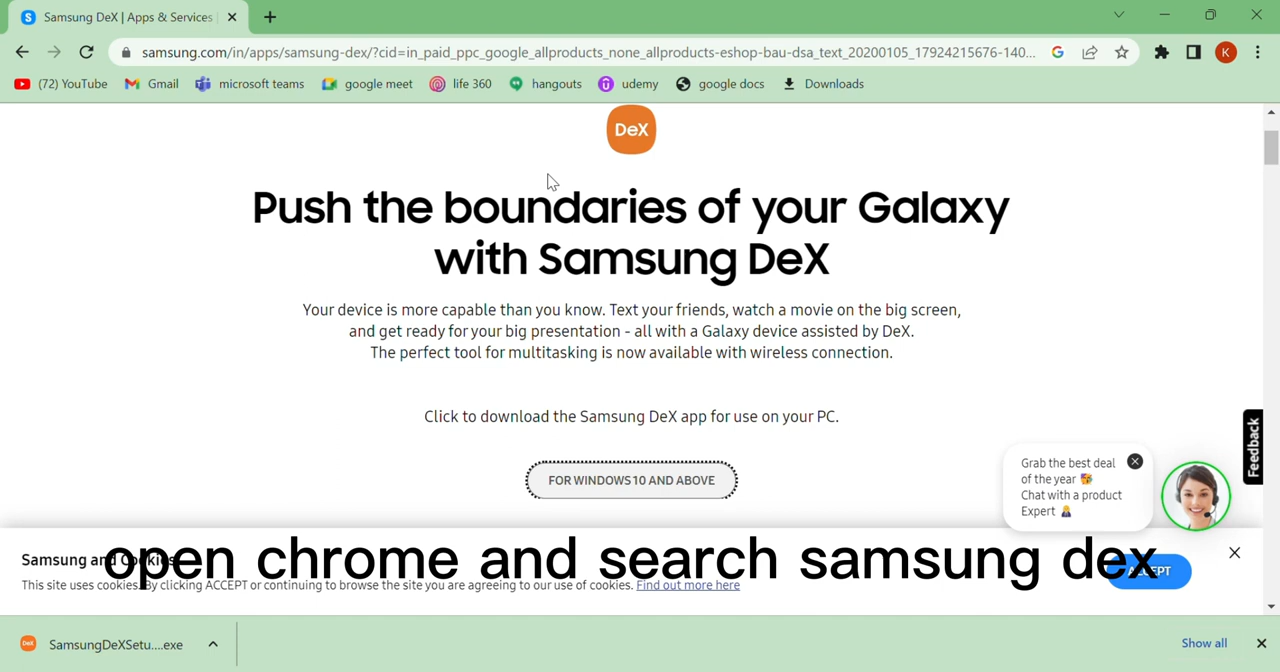 Samsung DeX | Apps & Services
samsung.com/in/apps/samsung-dex/?cid=in_paid_ppc_google_allproducts_none_allproducts-eshop-bau-dsa_text_20200105_17924215676-140...
K
(72) YouTube
Gmail
microsoft teams
google meet
life 360
hangouts
udemy
google docs
Downloads
DeX
Push the boundaries of your Galaxy
with Samsung DeX
Your device is more capable than you know. Text your friends, watch a movie on the big screen,
and get ready for your big presentation - all with a Galaxy device assisted by DeX.
The perfect tool for multitasking is now available with wireless connection.
Click to download the Samsung DeX app for use on your PC.
FOR WINDOWS 10 AND ABOVE
Feedback
Grab the best deal
of the year 🎁
Chat with a product
Expert
Samsung and Cookies
open chrome and search samsung dex
ACCEPT
This site uses cookies. By clicking ACCEPT or continuing to browse the site you are agreeing to our use of cookies. Find out more here
SamsungDeXSetu....exe
Show all